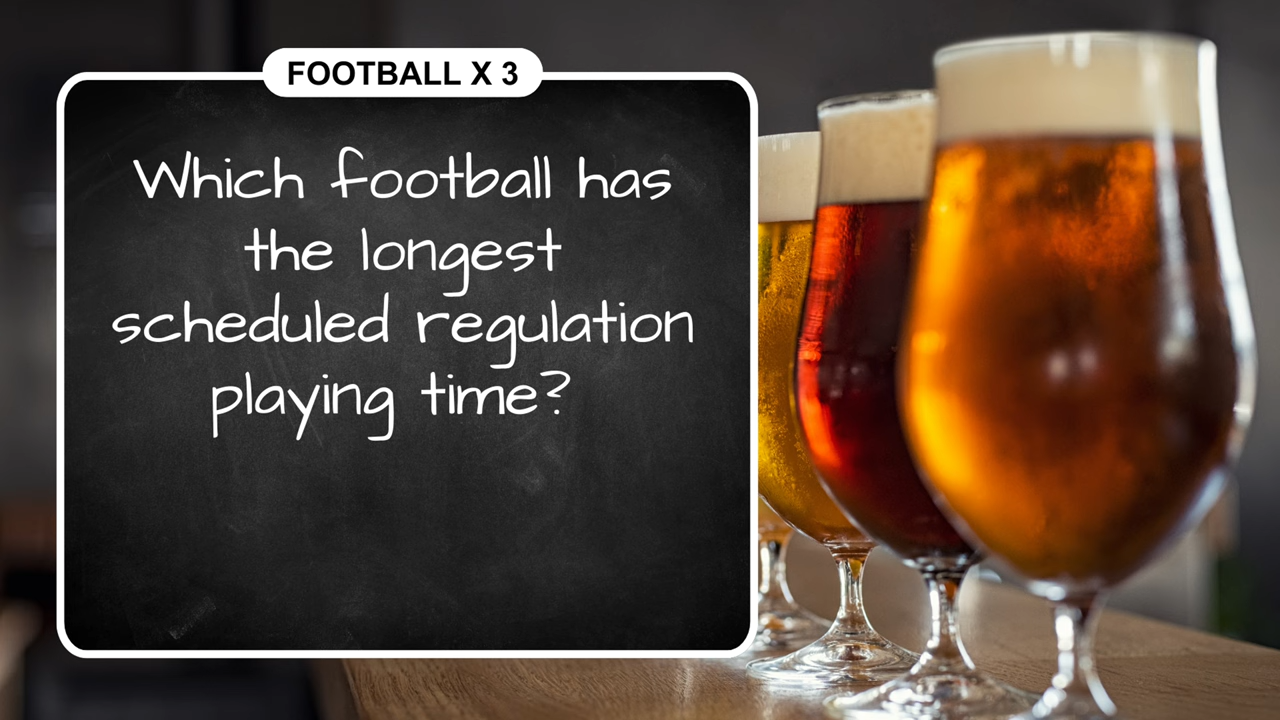 FOOTBALL X 3
Which football has
the longest
scheduled regulation
playing time?